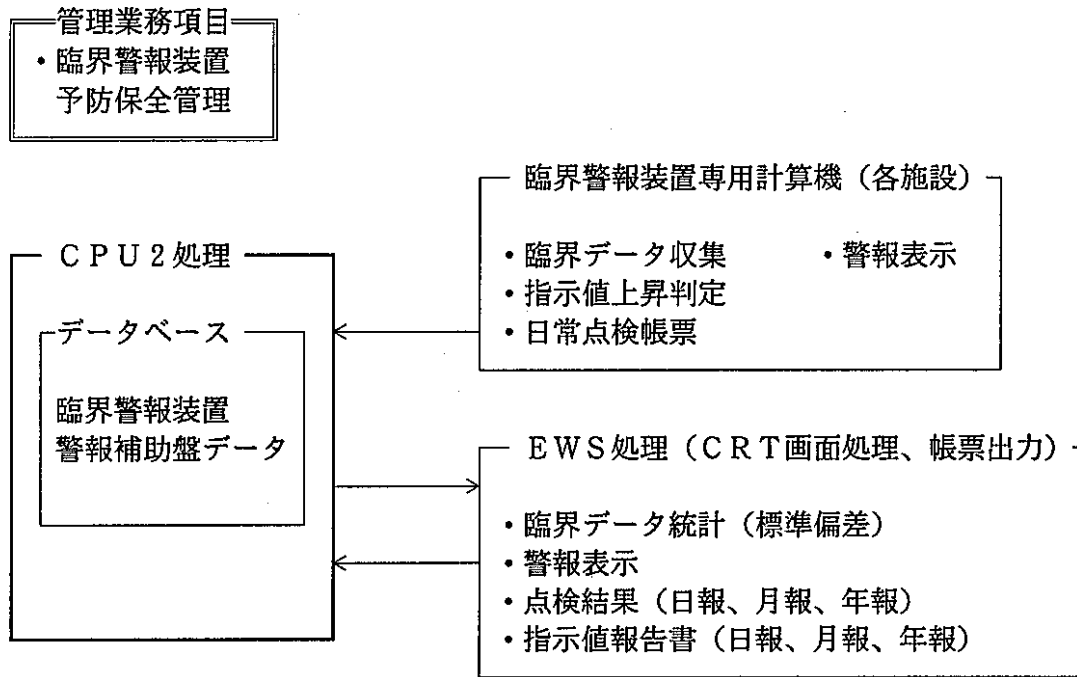 管理業務項目
・臨界警報装置
予防保全管理
臨界警報装置専用計算機（各施設）
・臨界データ収集　・警報表示
・指示値上昇判定
・日常点検帳票
ＣＰＵ２処理
データベース
臨界警報装置
警報補助盤データ
ＥＷＳ処理（ＣＲＴ画面処理、帳票出力）
・臨界データ統計（標準偏差）
・警報表示
・点検結果（日報、月報、年報）
・指示値報告書（日報、月報、年報）